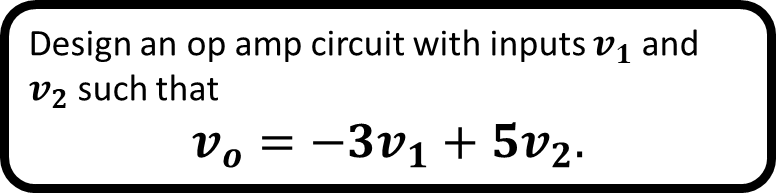 Design an op amp circuit with inputs v₁ and
v₂ such that
vₒ = −3v₁ + 5v₂.